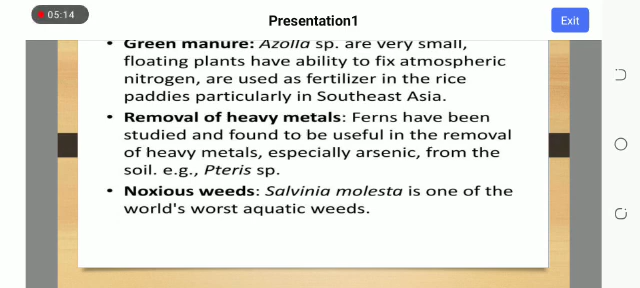 05:14
Presentation1
Exit
• Green manure: Azolla sp. are very small,
floating plants have ability to fix atmospheric
nitrogen, are used as fertilizer in the rice
paddies particularly in Southeast Asia.
• Removal of heavy metals: Ferns have been
studied and found to be useful in the removal
of heavy metals, especially arsenic, from the
soil. e.g., Pteris sp.
• Noxious weeds: Salvinia molesta is one of the
world's worst aquatic weeds.